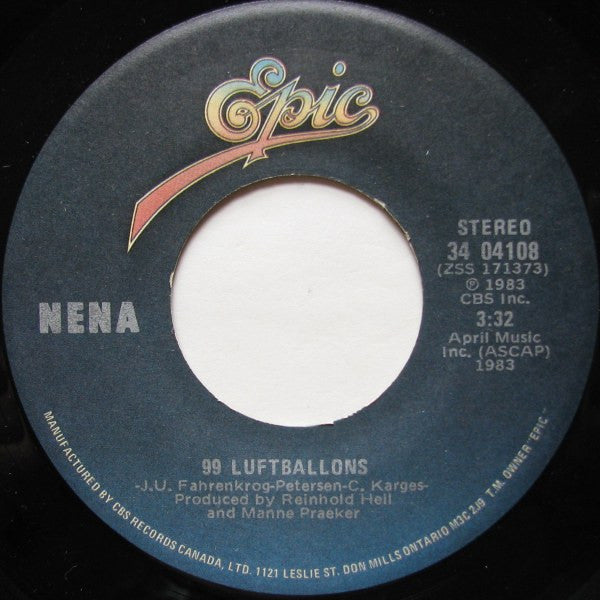 Epic
STEREO
34 04108
(ZSS 171373)
℗ 1983
CBS Inc.
3:32
April Music
Inc. (ASCAP)
1983
NENA
99 LUFTBALLONS
-J.U. Fahrenkrog-Petersen-C. Karges-
Produced by Reinhold Heil
and Manne Praeker
MANUFACTURED BY CBS RECORDS CANADA, LTD. 1121 LESLIE ST. DON MILLS ONTARIO M3C 2J9 T.M. OWNER "EPIC"